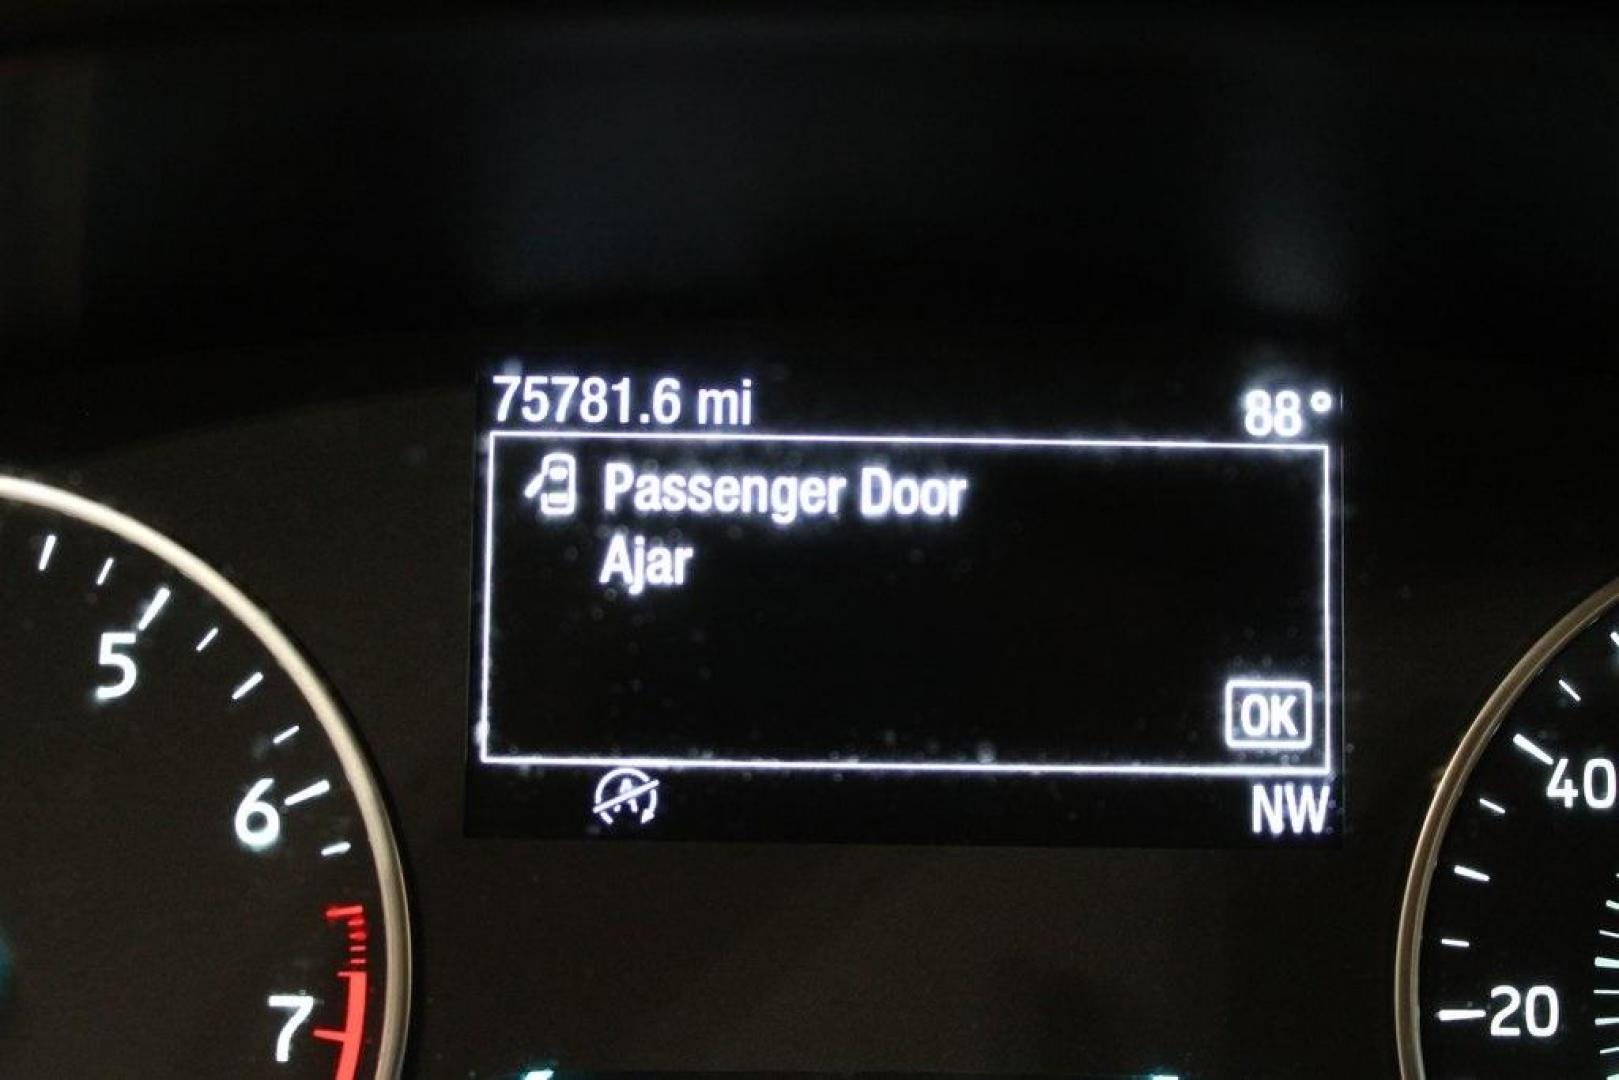 75781.6 mi 88°
Passenger Door
Ajar
OK
A
NW
5
6
7
40
20